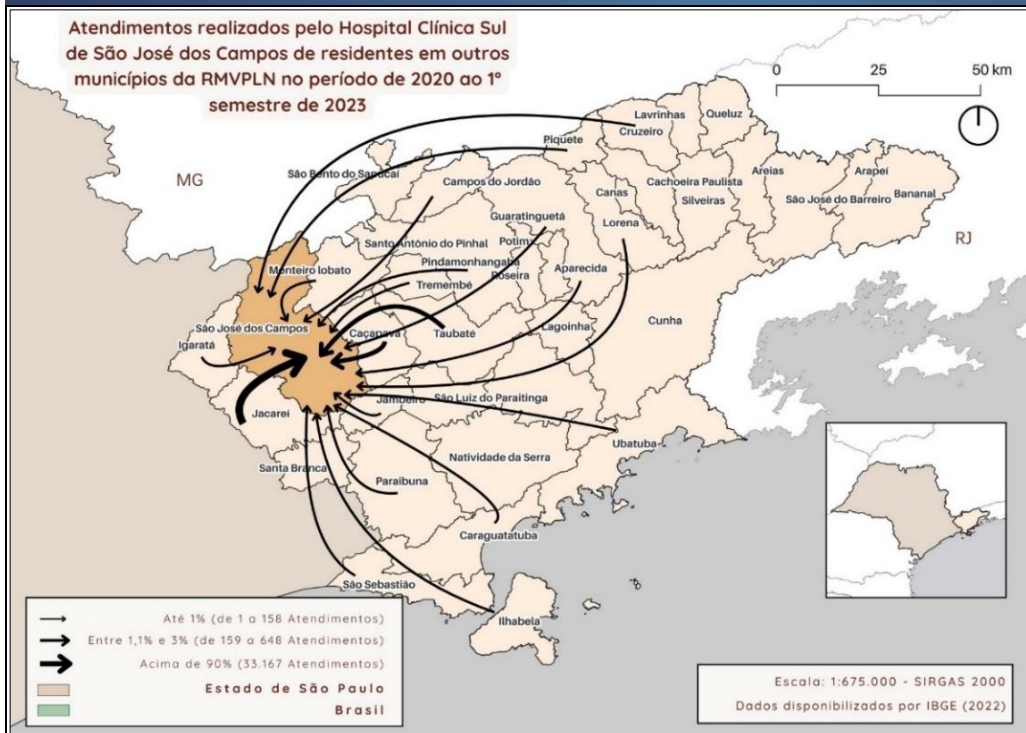 Atendimentos realizados pelo Hospital Clínica Sul
de São José dos Campos de residentes em outros
municípios da RMVPLN no período de 2020 ao 1º
semestre de 2023
0 25 50 km
MG
RJ
Lavrinhas
Queluz
Cruzeiro
Piquete
São Bento do Sapucaí
Campos do Jordão
Canas
Cachoeira Paulista
Areias
Arapeí
Silveiras
São José do Barreiro
Bananal
Guaratinguetá
Lorena
Santo Antônio do Pinhal
Potim
Pindamonhangaba
Roseira
Aparecida
Monteiro lobato
Tremembé
Cunha
São José dos Campos
Caçapava
Taubaté
Lagoinha
Igaratá
Jacareí
Jambeiro
São Luiz do Paraitinga
Ubatuba
Santa Branca
Natividade da Serra
Paraibuna
Caraguatatuba
São Sebastião
Ilhabela
Até 1% (de 1 a 158 Atendimentos)
Entre 1,1% e 3% (de 159 a 648 Atendimentos)
Acima de 90% (33.167 Atendimentos)
Estado de São Paulo
Brasil
Escala: 1:675.000 - SIRGAS 2000
Dados disponibilizados por IBGE (2022)